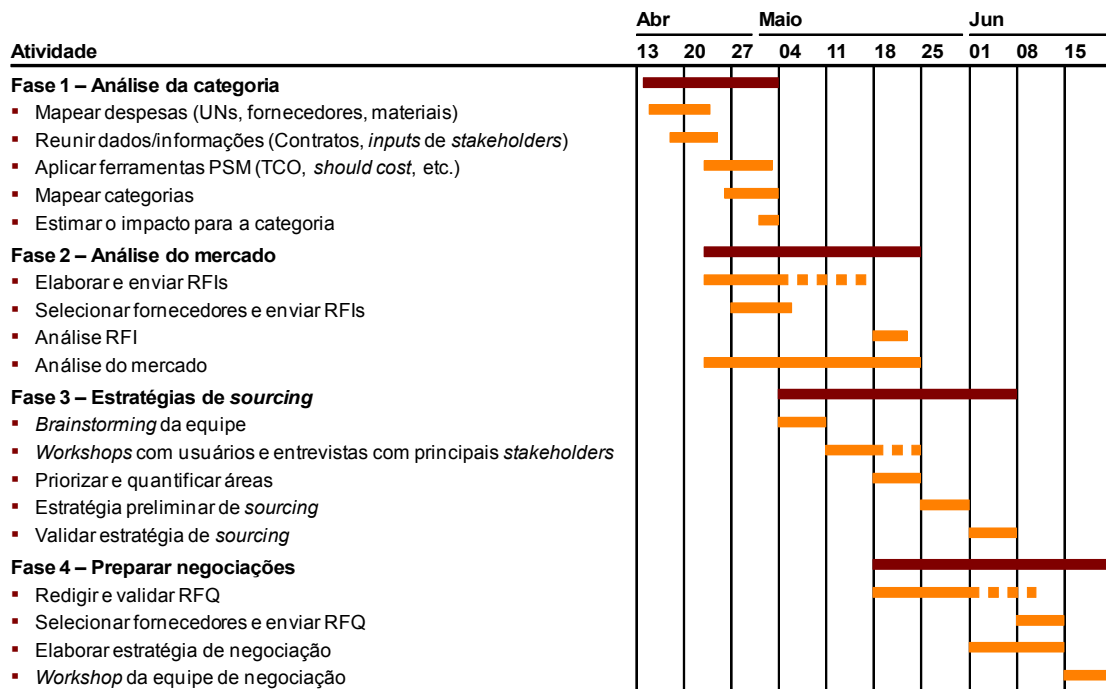 Abr Maio Jun
Atividade 13 20 27 04 11 18 25 01 08 15
Fase 1 – Análise da categoria
▪ Mapear despesas (UNs, fornecedores, materiais)
▪ Reunir dados/informações (Contratos, inputs de stakeholders)
▪ Aplicar ferramentas PSM (TCO, should cost, etc.)
▪ Mapear categorias
▪ Estimar o impacto para a categoria
Fase 2 – Análise do mercado
▪ Elaborar e enviar RFIs
▪ Selecionar fornecedores e enviar RFIs
▪ Análise RFI
▪ Análise do mercado
Fase 3 – Estratégias de sourcing
▪ Brainstorming da equipe
▪ Workshops com usuários e entrevistas com principais stakeholders
▪ Priorizar e quantificar áreas
▪ Estratégia preliminar de sourcing
▪ Validar estratégia de sourcing
Fase 4 – Preparar negociações
▪ Redigir e validar RFQ
▪ Selecionar fornecedores e enviar RFQ
▪ Elaborar estratégia de negociação
▪ Workshop da equipe de negociação